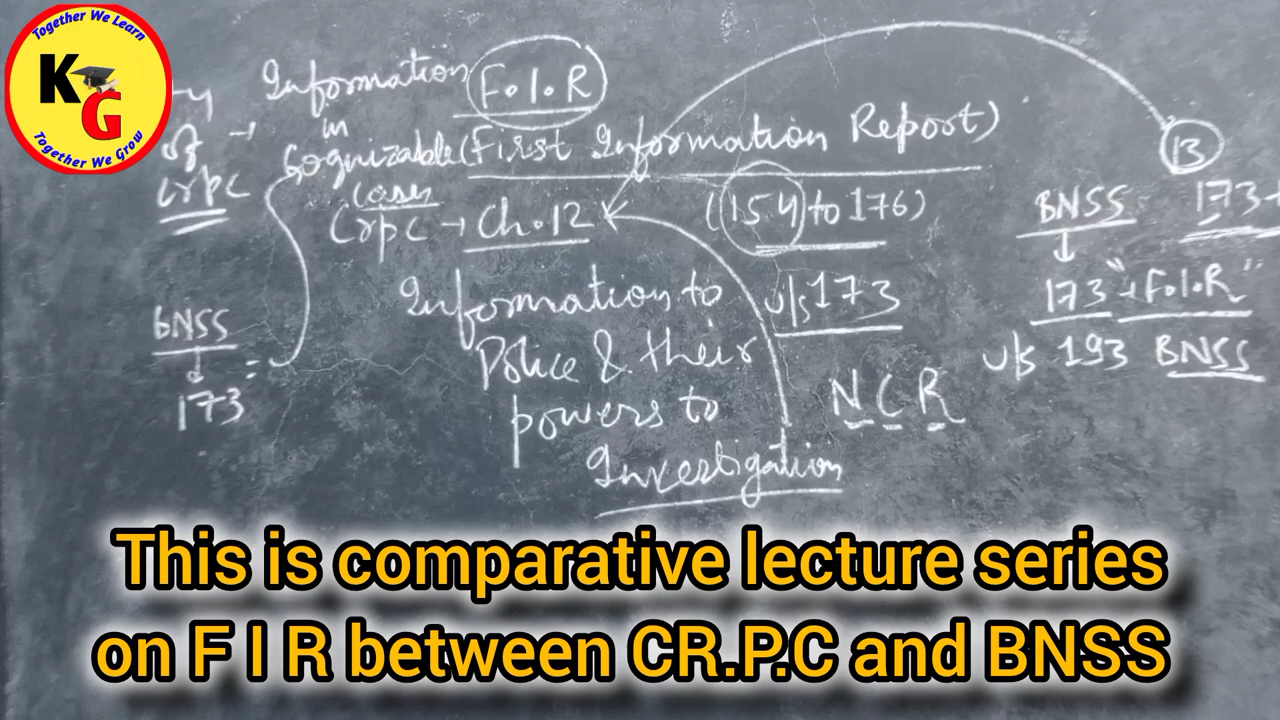 Together We Learn
KG
Together We Grow
Information F.I.R
of → in
crpc Cognizable (First Information Report)
cases
Crpc → Ch.12 (154 to 176)
13
BNSS 173
Information to u/s 173
Police & their
powers to
Investigation
NCR
173 → "F.I.R"
u/s 193 BNSS
BNSS
173
This is comparative lecture series
on F I R between CR.P.C and BNSS